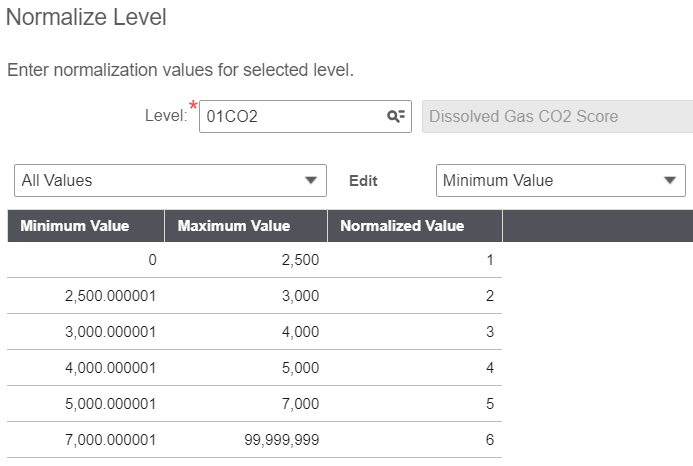 Normalize Level
Enter normalization values for selected level.
Level: * 01CO2 Dissolved Gas CO2 Score
All Values Edit Minimum Value
Minimum Value Maximum Value Normalized Value
0 2,500 1
2,500.000001 3,000 2
3,000.000001 4,000 3
4,000.000001 5,000 4
5,000.000001 7,000 5
7,000.000001 99,999,999 6